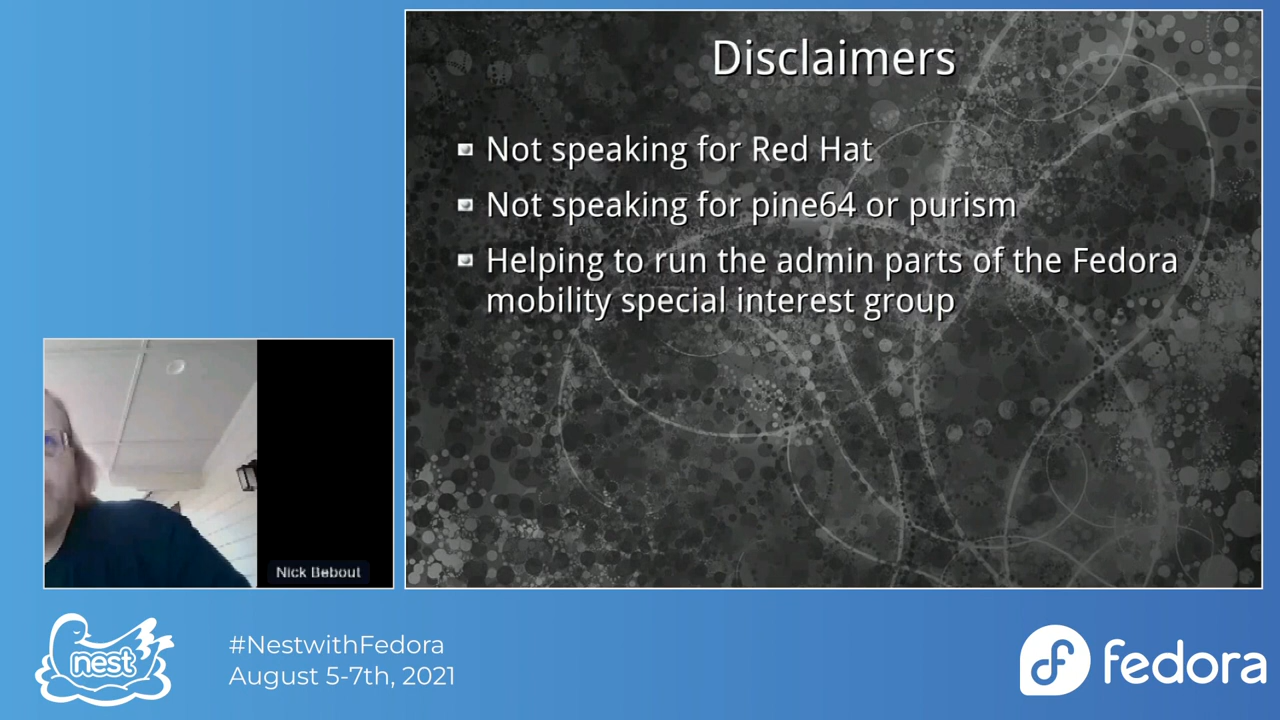 Disclaimers
Not speaking for Red Hat
Not speaking for pine64 or purism
Helping to run the admin parts of the Fedora
mobility special interest group
Nick Bebout
nest
#NestwithFedora
August 5-7th, 2021
fedora